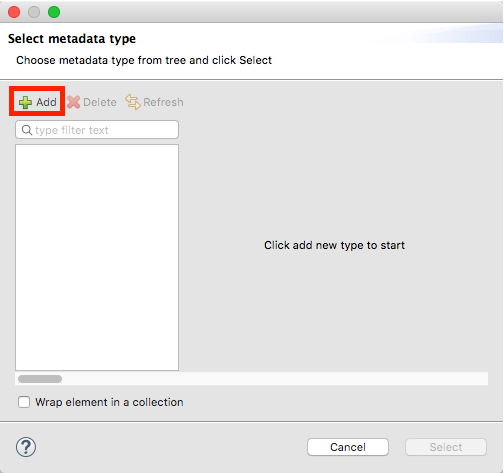 Select metadata type
Choose metadata type from tree and click Select
Add Delete Refresh
type filter text
Click add new type to start
Wrap element in a collection
? Cancel Select